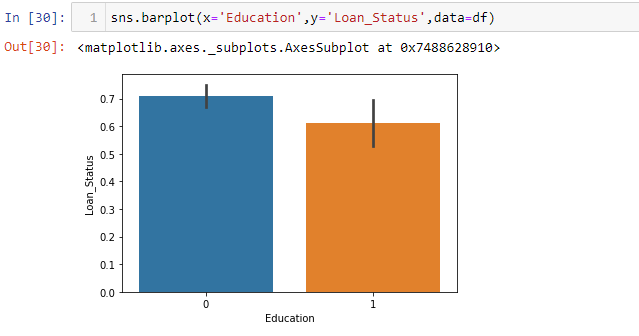 In [30]: 1 sns.barplot(x='Education',y='Loan_Status',data=df)
Out[30]: <matplotlib.axes._subplots.AxesSubplot at 0x7488628910>
0.7
0.6
0.5
0.4
0.3
0.2
0.1
0.0
Loan_Status
0 1
Education